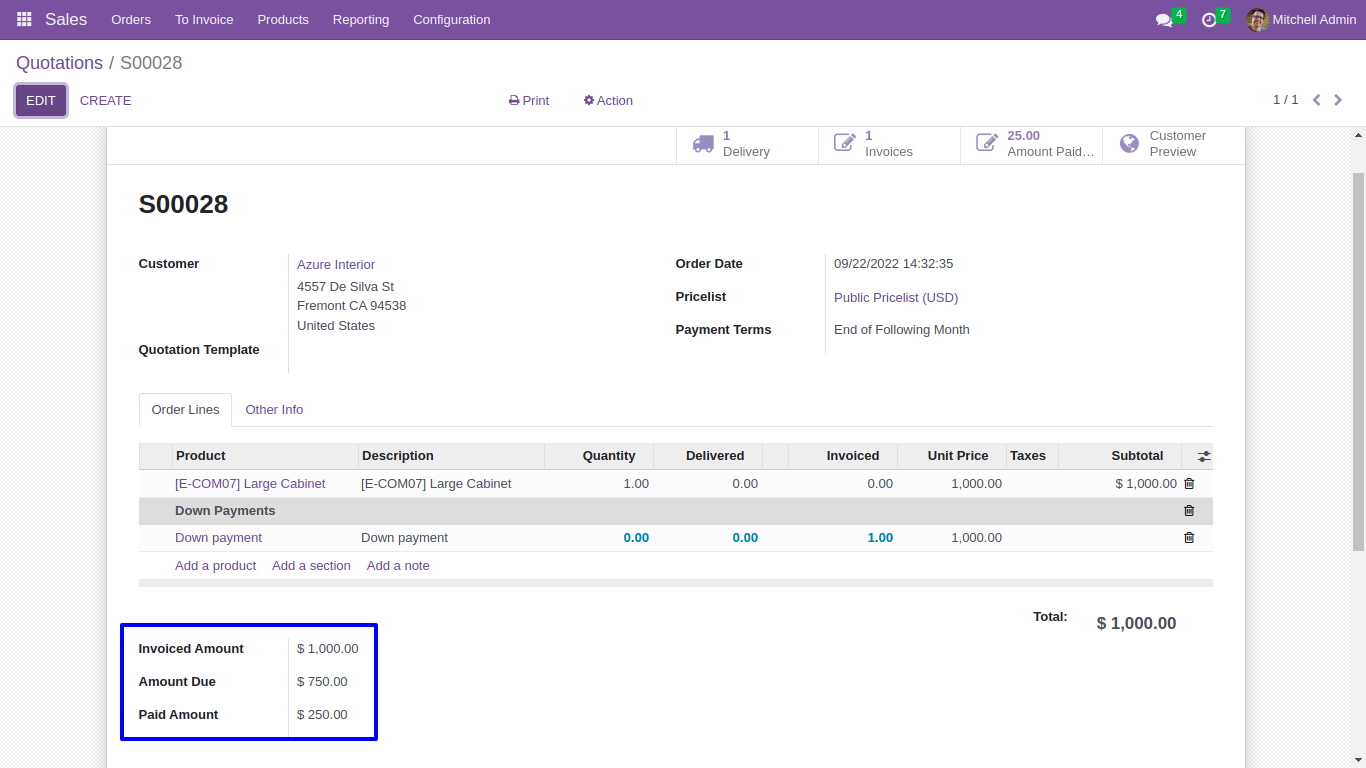 Sales Orders To Invoice Products Reporting Configuration 4 7 Mitchell Admin
Quotations / S00028
EDIT CREATE Print Action 1 / 1
1 Delivery
1 Invoices
25.00 Amount Paid…
Customer Preview
S00028
Customer Azure Interior
4557 De Silva St
Fremont CA 94538
United States
Quotation Template
Order Date 09/22/2022 14:32:35
Pricelist Public Pricelist (USD)
Payment Terms End of Following Month
Order Lines Other Info
Product Description Quantity Delivered Invoiced Unit Price Taxes Subtotal
[E-COM07] Large Cabinet [E-COM07] Large Cabinet 1.00 0.00 0.00 1,000.00 $ 1,000.00
Down Payments
Down payment Down payment 0.00 0.00 1.00 1,000.00
Add a product Add a section Add a note
Total: $ 1,000.00
Invoiced Amount $ 1,000.00
Amount Due $ 750.00
Paid Amount $ 250.00